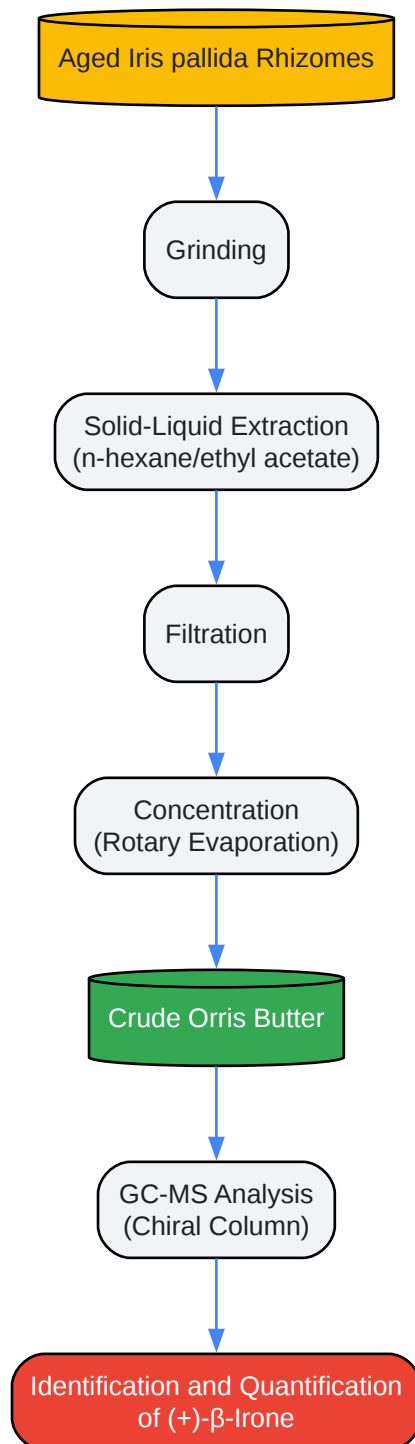 Aged Iris pallida Rhizomes
Grinding
Solid-Liquid Extraction
(n-hexane/ethyl acetate)
Filtration
Concentration
(Rotary Evaporation)
Crude Orris Butter
GC-MS Analysis
(Chiral Column)
Identification and Quantification
of (+)-β-Irone